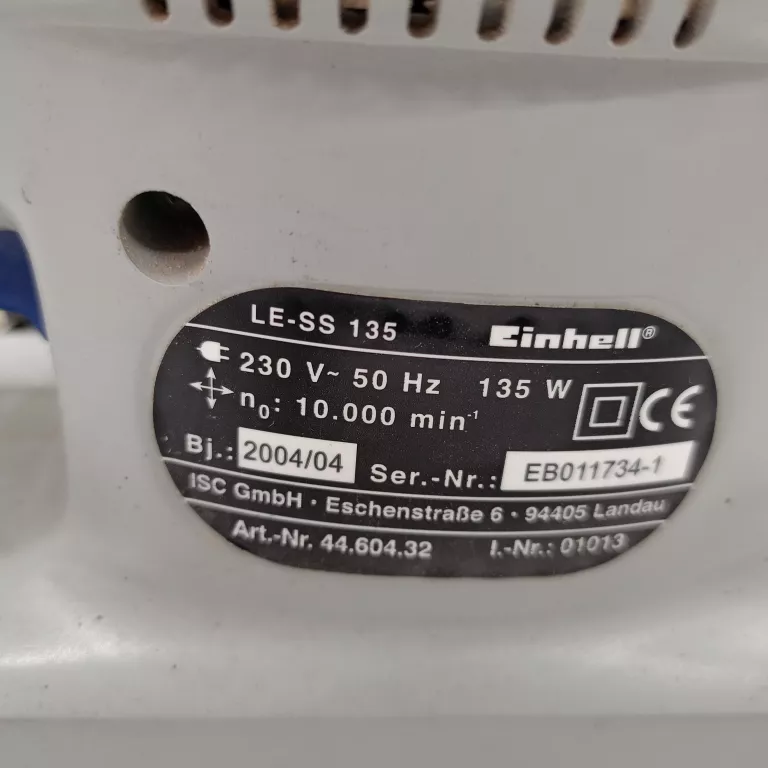 LE-SS 135 Einhell®
230 V~ 50 Hz 135 W
n₀: 10.000 min⁻¹ CE
Bj.: 2004/04 Ser.-Nr.: EB011734-1
ISC GmbH · Eschenstraße 6 · 94405 Landau
Art.-Nr. 44.604.32 I.-Nr.: 01013